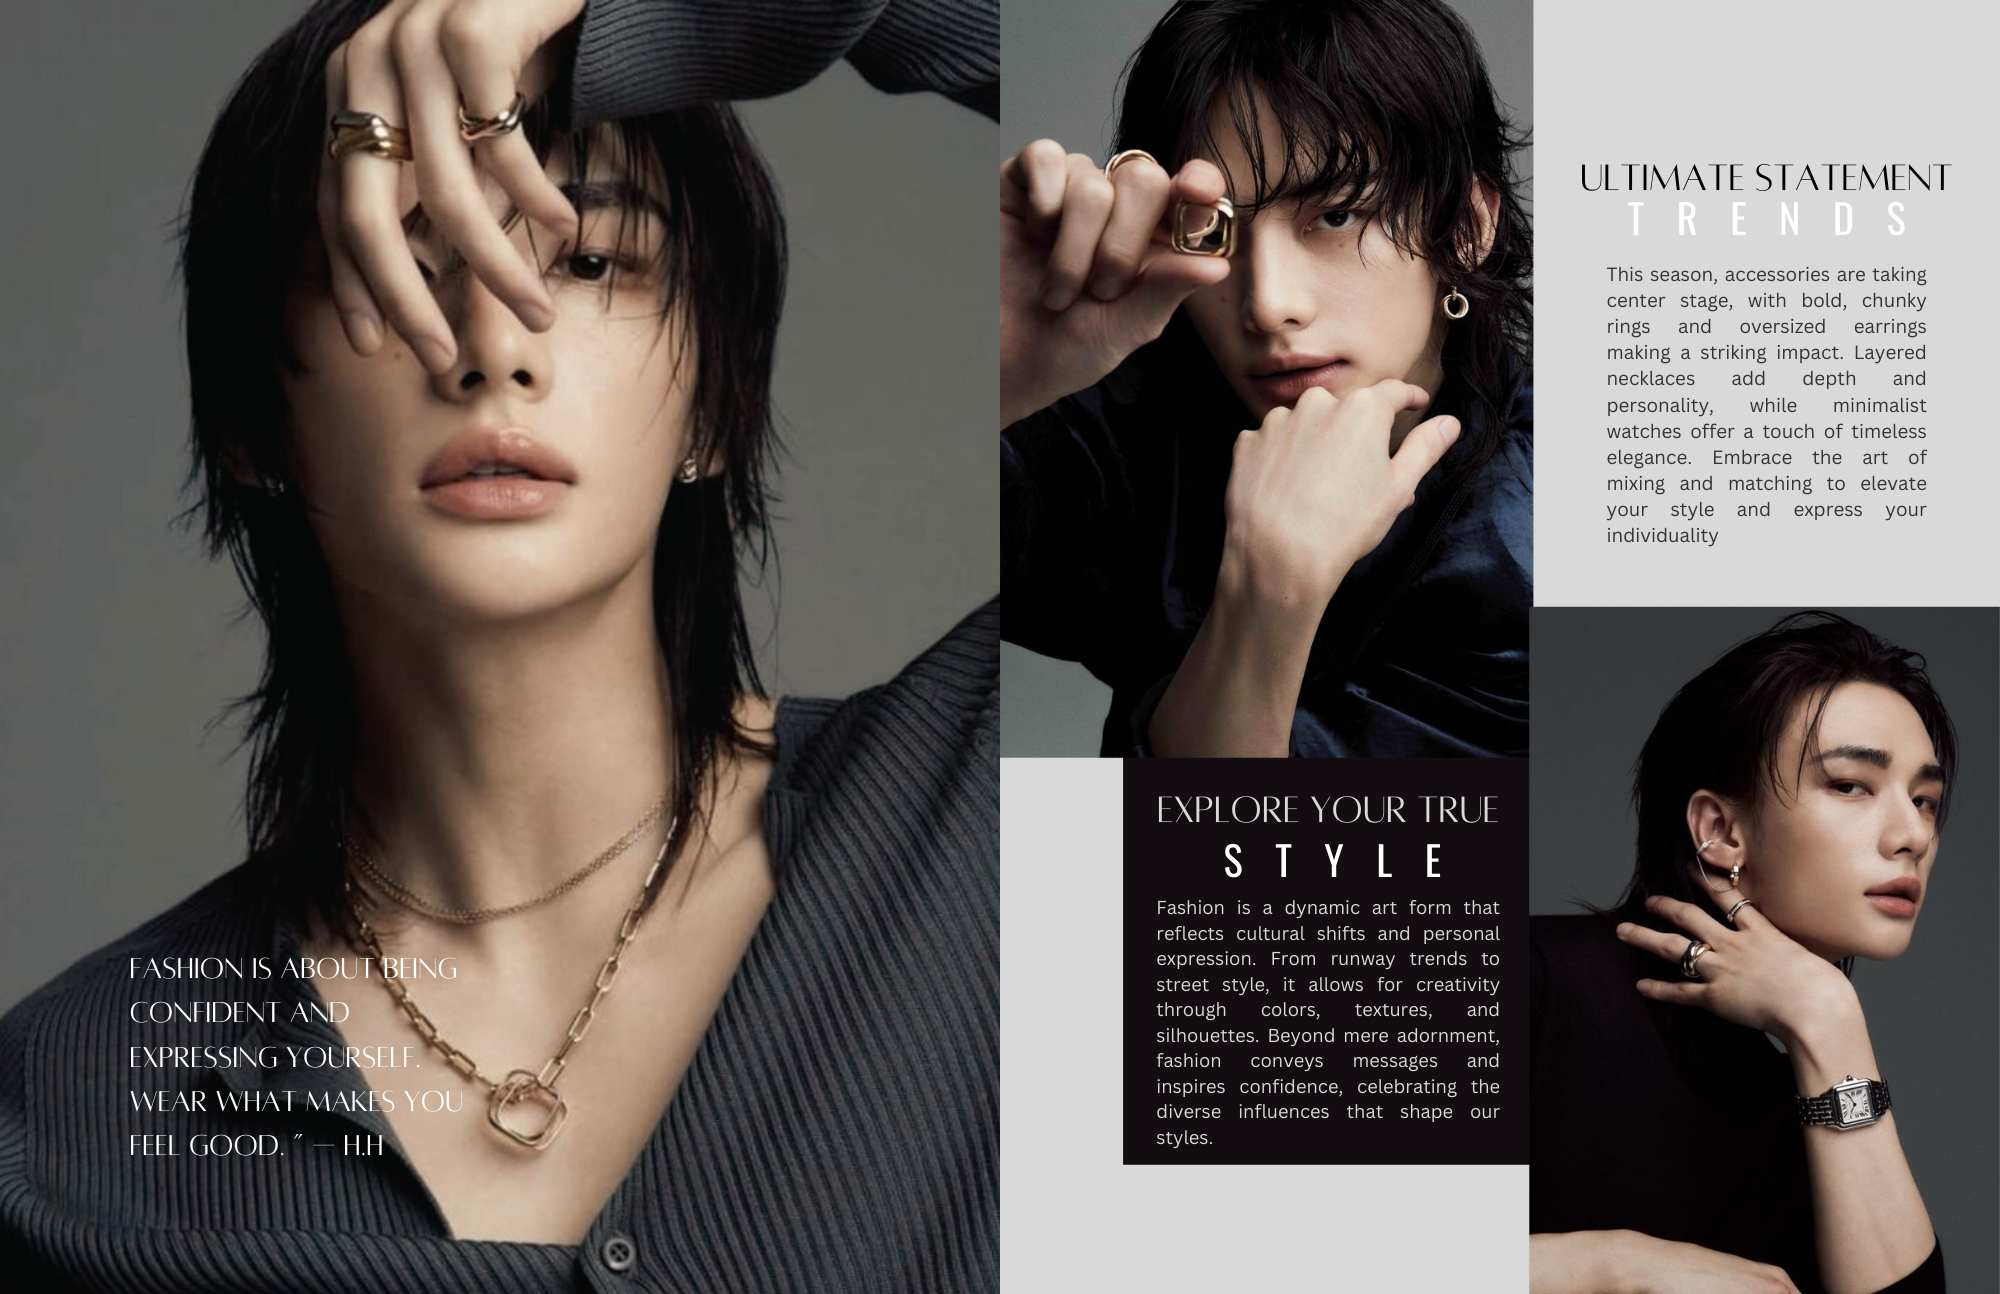 FASHION IS ABOUT BEING
CONFIDENT AND
EXPRESSING YOURSELF.
WEAR WHAT MAKES YOU
FEEL GOOD.” — H.H
ULTIMATE STATEMENT
TRENDS
This season, accessories are taking
center stage, with bold, chunky
rings and oversized earrings
making a striking impact. Layered
necklaces add depth and
personality, while minimalist
watches offer a touch of timeless
elegance. Embrace the art of
mixing and matching to elevate
your style and express your
individuality
EXPLORE YOUR TRUE
STYLE
Fashion is a dynamic art form that
reflects cultural shifts and personal
expression. From runway trends to
street style, it allows for creativity
through colors, textures, and
silhouettes. Beyond mere adornment,
fashion conveys messages and
inspires confidence, celebrating the
diverse influences that shape our
styles.